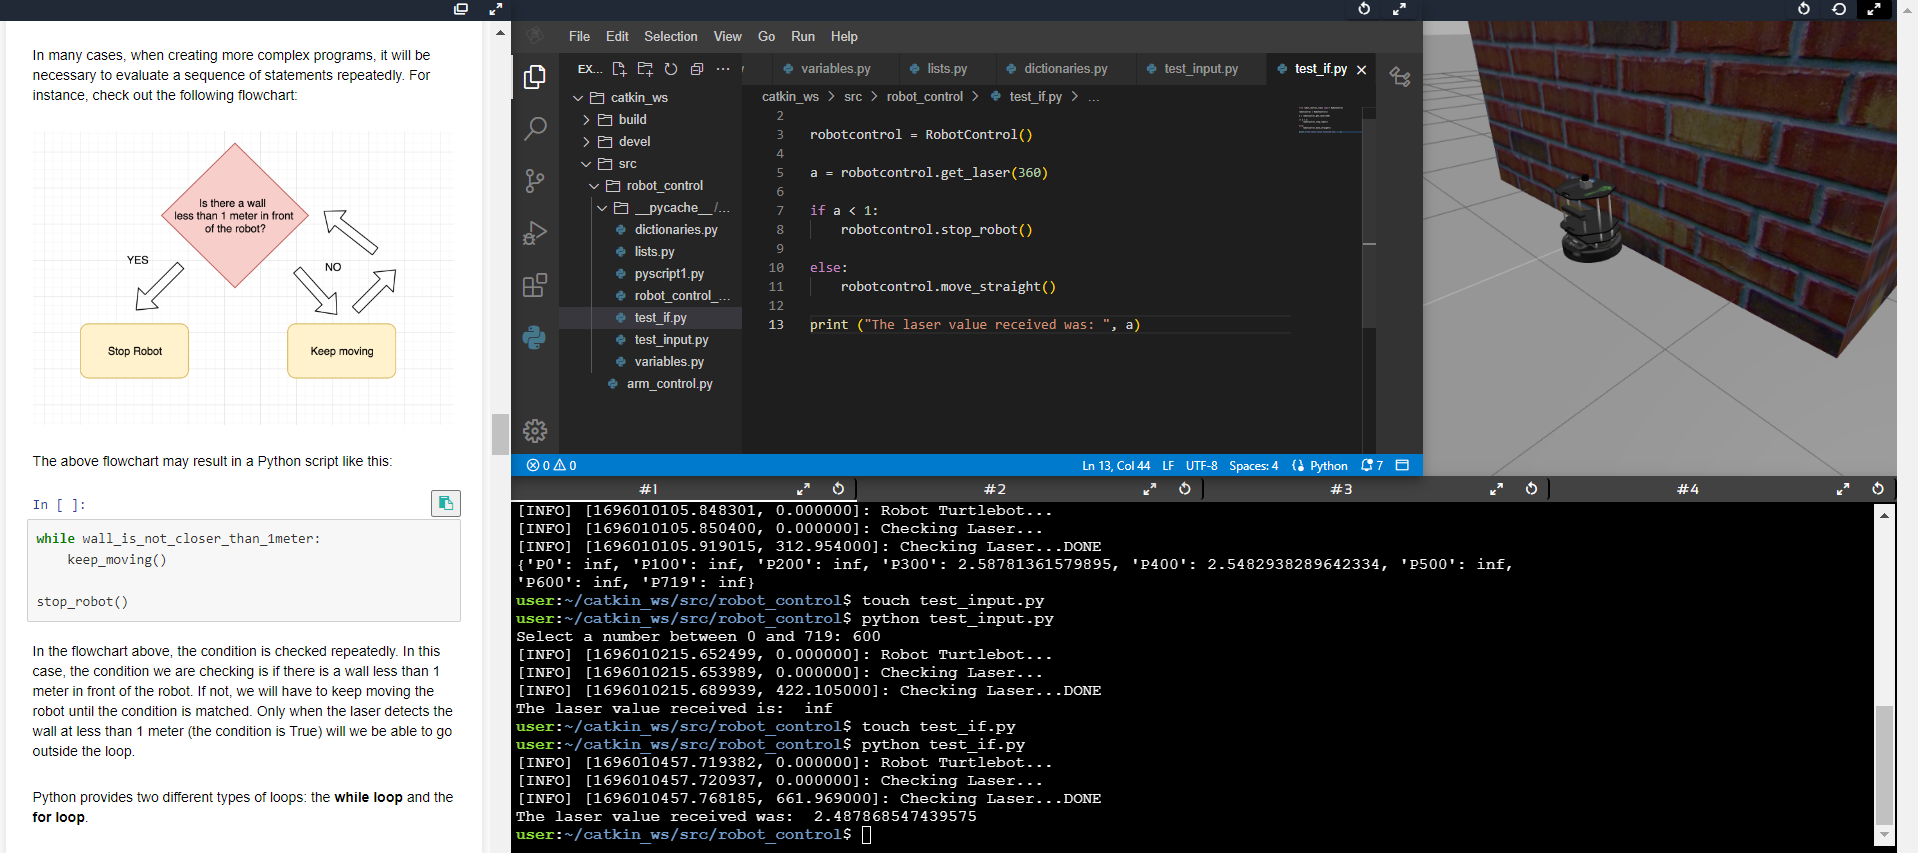 In many cases, when creating more complex programs, it will be
necessary to evaluate a sequence of statements repeatedly. For
instance, check out the following flowchart:
Is there a wall
less than 1 meter in front
of the robot?
YES
NO
Stop Robot
Keep moving
The above flowchart may result in a Python script like this:
In [ ]:
while wall_is_not_closer_than_1meter:
    keep_moving()
stop_robot()
In the flowchart above, the condition is checked repeatedly. In this
case, the condition we are checking is if there is a wall less than 1
meter in front of the robot. If not, we will have to keep moving the
robot until the condition is matched. Only when the laser detects the
wall at less than 1 meter (the condition is True) will we be able to go
outside the loop.
Python provides two different types of loops: the while loop and the
for loop.
File Edit Selection View Go Run Help
EX... variables.py lists.py dictionaries.py test_input.py test_if.py
catkin_ws
build
devel
src
robot_control
__pycache__/...
dictionaries.py
lists.py
pyscript1.py
robot_control_...
test_if.py
test_input.py
variables.py
arm_control.py
catkin_ws > src > robot_control > test_if.py > ...
2
3 robotcontrol = RobotControl()
4
5 a = robotcontrol.get_laser(360)
6
7 if a < 1:
8     robotcontrol.stop_robot()
9
10 else:
11     robotcontrol.move_straight()
12
13 print ("The laser value received was: ", a)
0 0 Ln 13, Col 44 LF UTF-8 Spaces: 4 Python 7
#1 #2 #3 #4
[INFO] [1696010105.848301, 0.000000]: Robot Turtlebot...
[INFO] [1696010105.850400, 0.000000]: Checking Laser...
[INFO] [1696010105.919015, 312.954000]: Checking Laser...DONE
{'P0': inf, 'P100': inf, 'P200': inf, 'P300': 2.58781361579895, 'P400': 2.5482938289642334, 'P500': inf,
'P600': inf, 'P719': inf}
user:~/catkin_ws/src/robot_control$ touch test_input.py
user:~/catkin_ws/src/robot_control$ python test_input.py
Select a number between 0 and 719: 600
[INFO] [1696010215.652499, 0.000000]: Robot Turtlebot...
[INFO] [1696010215.653989, 0.000000]: Checking Laser...
[INFO] [1696010215.689939, 422.105000]: Checking Laser...DONE
The laser value received is:  inf
user:~/catkin_ws/src/robot_control$ touch test_if.py
user:~/catkin_ws/src/robot_control$ python test_if.py
[INFO] [1696010457.719382, 0.000000]: Robot Turtlebot...
[INFO] [1696010457.720937, 0.000000]: Checking Laser...
[INFO] [1696010457.768185, 661.969000]: Checking Laser...DONE
The laser value received was:  2.487868547439575
user:~/catkin_ws/src/robot_control$